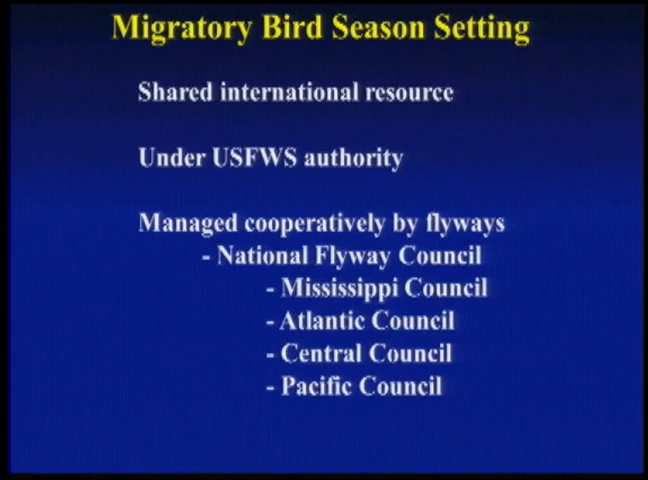 Migratory Bird Season Setting
Shared international resource
Under USFWS authority
Managed cooperatively by flyways
- National Flyway Council
- Mississippi Council
- Atlantic Council
- Central Council
- Pacific Council